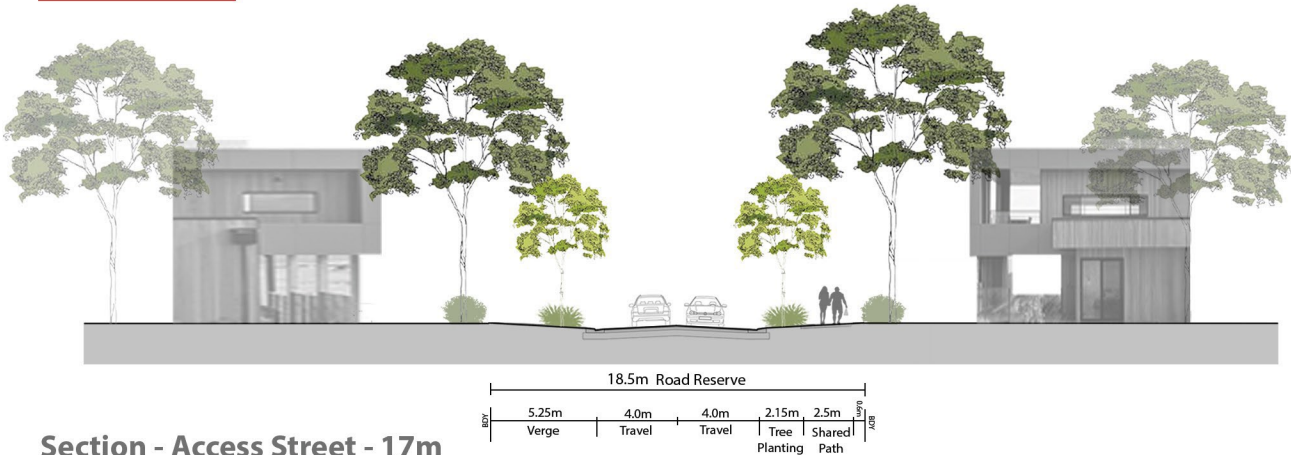 18.5m Road Reserve
BDY
5.25m
4.0m
4.0m
2.15m
2.5m
0.6m
BDY
Verge
Travel
Travel
Tree
Planting
Shared
Path
Section - Access Street - 17m